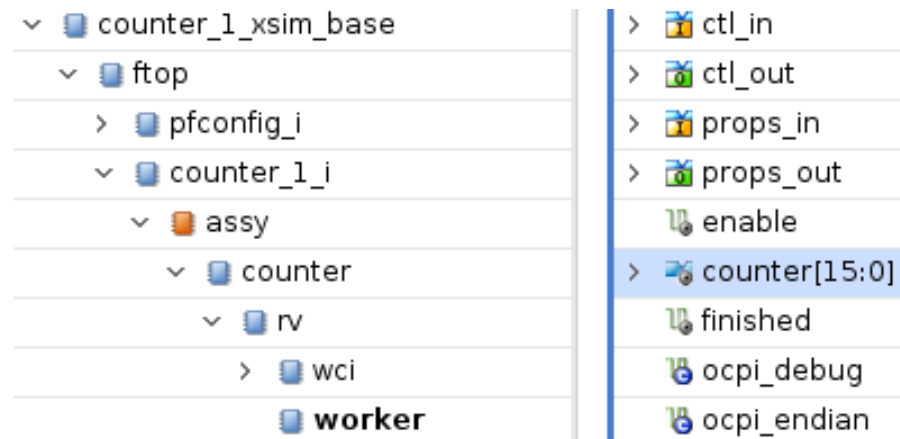 counter_1_xsim_base
ftop
pfconfig_i
counter_1_i
assy
counter
rv
wci
worker
ctl_in
ctl_out
props_in
props_out
enable
counter[15:0]
finished
ocpi_debug
ocpi_endian